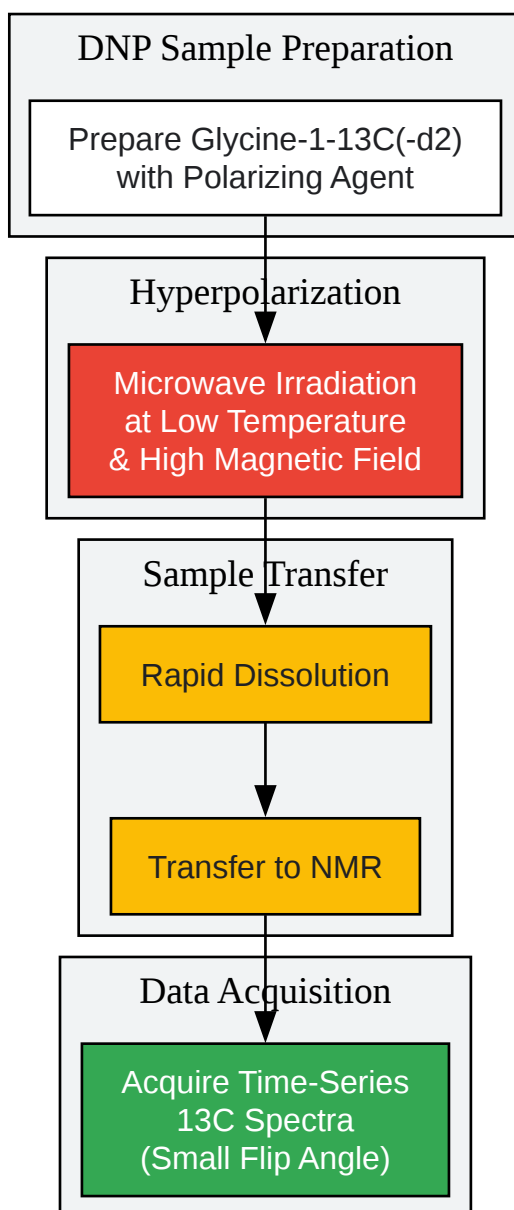 DNP Sample Preparation
Prepare Glycine-1-13C(-d2)
with Polarizing Agent
Hyperpolarization
Microwave Irradiation
at Low Temperature
& High Magnetic Field
Sample Transfer
Rapid Dissolution
Transfer to NMR
Data Acquisition
Acquire Time-Series
13C Spectra
(Small Flip Angle)